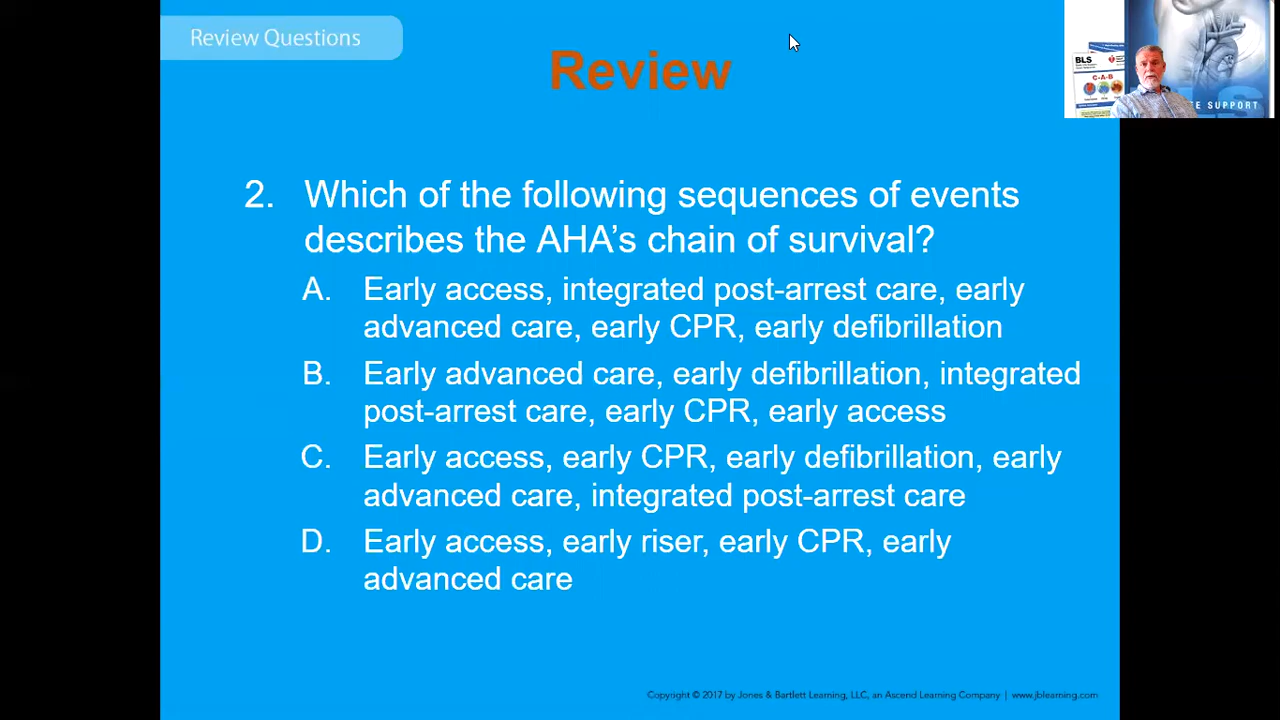 Review Questions
Review
BLS
C-A-B
E SUPPORT
2. Which of the following sequences of events
describes the AHA’s chain of survival?
A. Early access, integrated post-arrest care, early
advanced care, early CPR, early defibrillation
B. Early advanced care, early defibrillation, integrated
post-arrest care, early CPR, early access
C. Early access, early CPR, early defibrillation, early
advanced care, integrated post-arrest care
D. Early access, early riser, early CPR, early
advanced care
Copyright © 2017 by Jones & Bartlett Learning, LLC, an Ascend Learning Company | www.jblearning.com